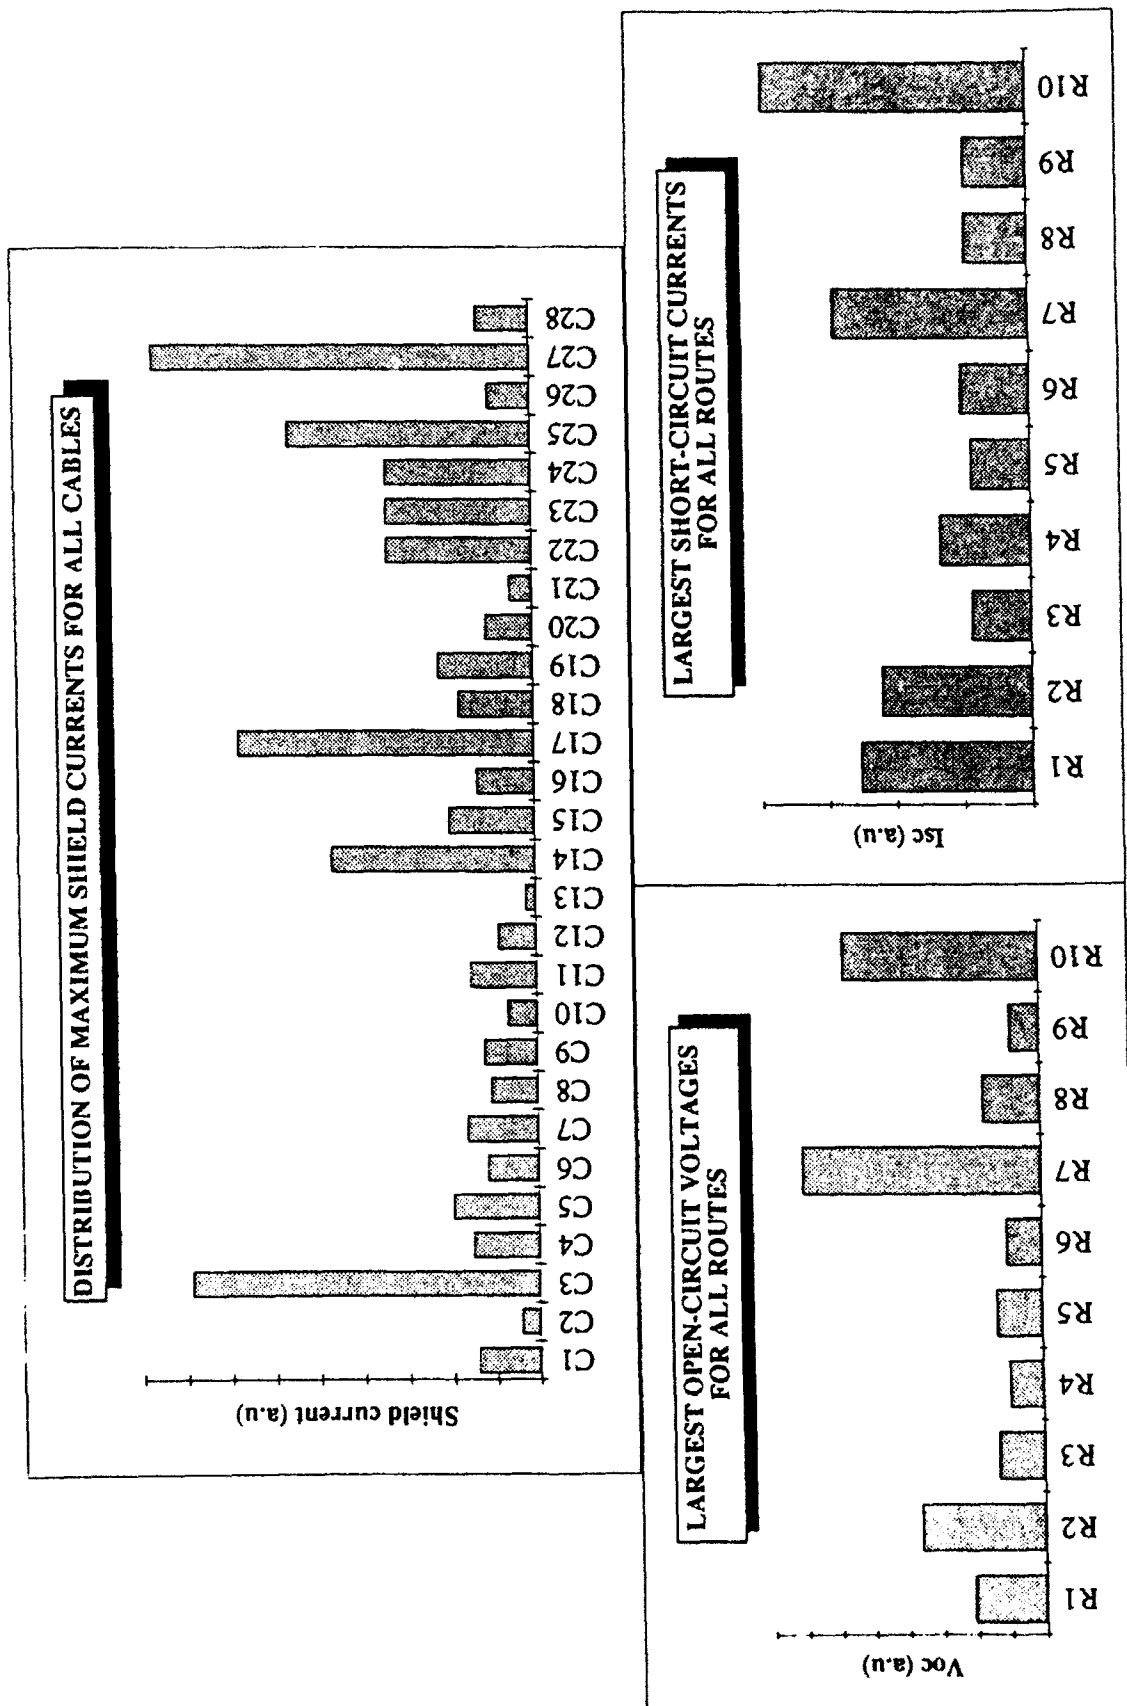 DISTRIBUTION OF MAXIMUM SHIELD CURRENTS FOR ALL CABLES
Shield current (a.u)
C1 C2 C3 C4 C5 C6 C7 C8 C9 C10 C11 C12 C13 C14 C15 C16 C17 C18 C19 C20 C21 C22 C23 C24 C25 C26 C27 C28
LARGEST OPEN-CIRCUIT VOLTAGES
FOR ALL ROUTES
Voc (a.u)
R1 R2 R3 R4 R5 R6 R7 R8 R9 R10
LARGEST SHORT-CIRCUIT CURRENTS
FOR ALL ROUTES
Isc (a.u)
R1 R2 R3 R4 R5 R6 R7 R8 R9 R10